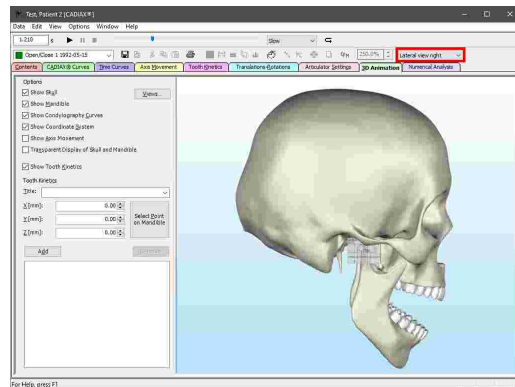 Test, Patient 2 [CADIAX®]
Data Edit View Options Window Help
1-219 s Slow
Open/Close 1 1992-05-15 250.0% Lateral view right
Contents CADIAX® Curves Time Curves Axis Movement Tooth Kinetics Translations-Rotations Articulator Settings 3D Animation Numerical Analysis
Options
Show Skull Views...
Show Mandible
Show Condylography Curves
Show Coordinate System
Show Axis Movement
Transparent Display of Skull and Mandible
Show Tooth Kinetics
Tooth Kinetics
Title:
X [mm]: 0.00
Y [mm]: 0.00 Select Point on Mandible
Z [mm]: 0.00
Add
For Help, press F1